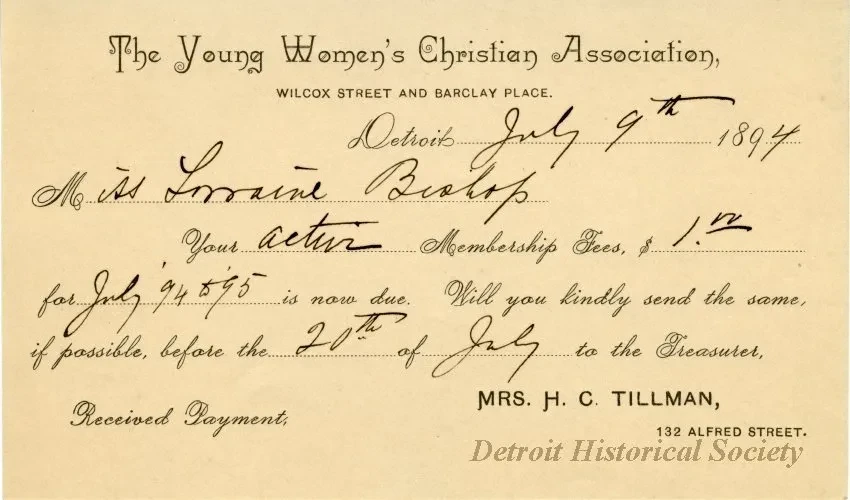 The Young Women's Christian Association,
WILCOX STREET AND BARCLAY PLACE.
Detroit July 9th 1894
Miss Lorraine Bishop
Your active Membership Fees, $ 1.00
for July '94 to '95 is now due. Will you kindly send the same,
if possible, before the 20th of July to the Treasurer,
MRS. H. C. TILLMAN,
Received Payment,
132 ALFRED STREET.
Detroit Historical Society